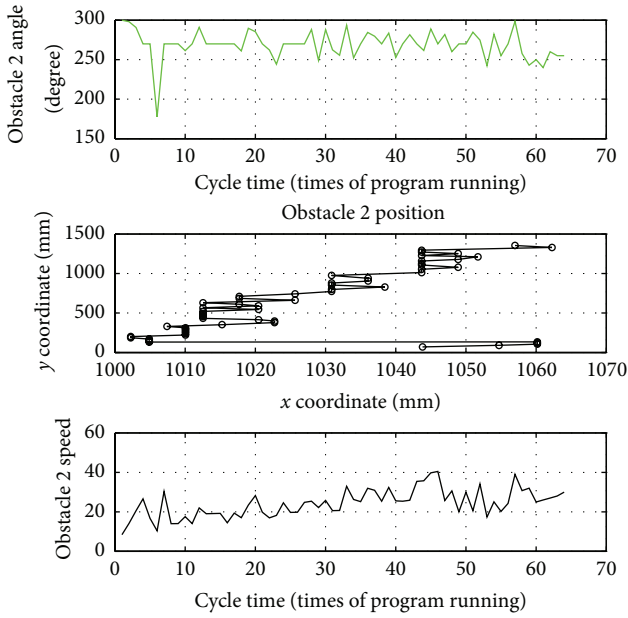 Obstacle 2 angle
(degree)
300
250
200
150
0 10 20 30 40 50 60 70
Cycle time (times of program running)
Obstacle 2 position
y coordinate (mm)
1500
1000
500
0
1000 1010 1020 1030 1040 1050 1060 1070
x coordinate (mm)
Obstacle 2 speed
60
40
20
0
0 10 20 30 40 50 60 70
Cycle time (times of program running)